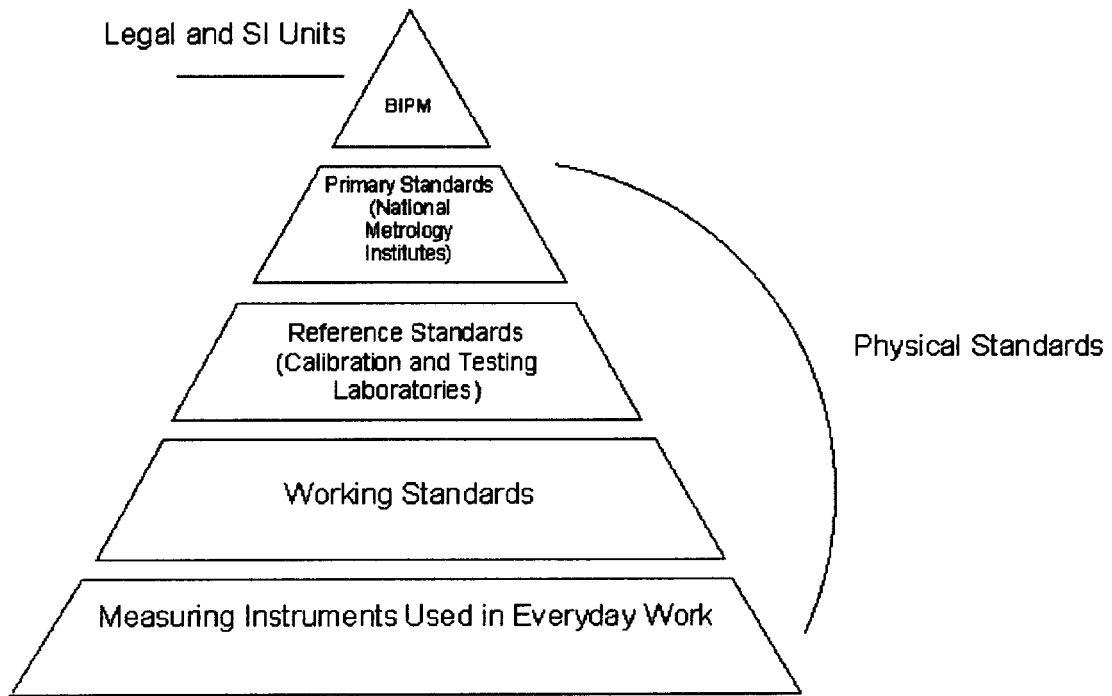 Legal and SI Units
BIPM
Primary Standards
(National
Metrology
Institutes)
Reference Standards
(Calibration and Testing
Laboratories)
Physical Standards
Working Standards
Measuring Instruments Used in Everyday Work